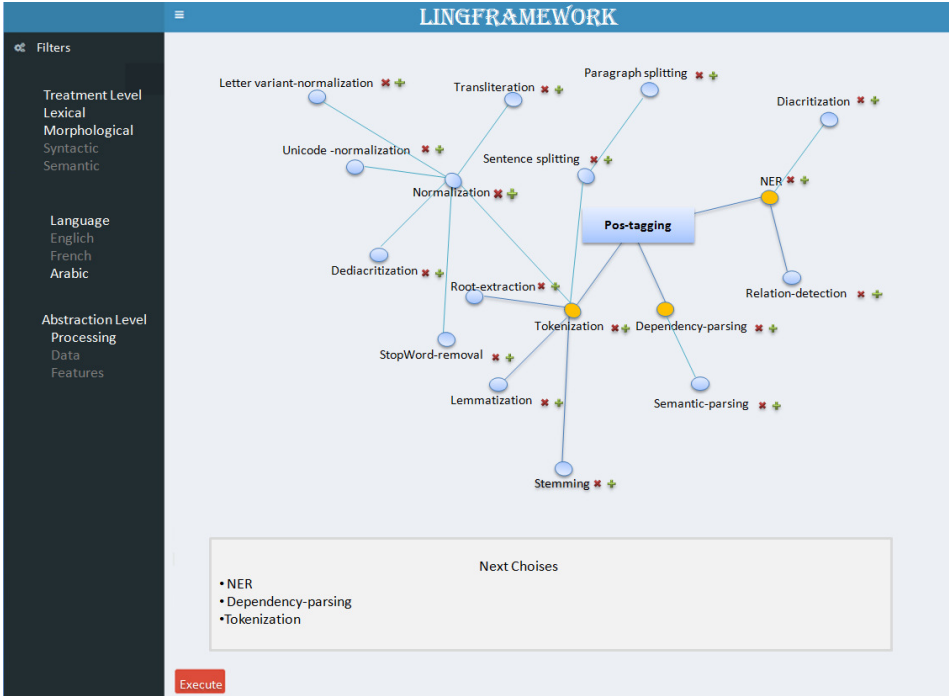 LINGFRAMEWORK
Filters
Treatment Level
Lexical
Morphological
Syntactic
Semantic
Language
English
French
Arabic
Abstraction Level
Processing
Data
Features
Paragraph splitting
Letter variant-normalization
Transliteration
Diacritization
Unicode -normalization
Sentence splitting
NER
Normalization
Pos-tagging
Dediacritization
Root-extraction
Relation-detection
Tokenization
Dependency-parsing
StopWord-removal
Lemmatization
Semantic-parsing
Stemming
Next Choises
• NER
• Dependency-parsing
•Tokenization
Execute